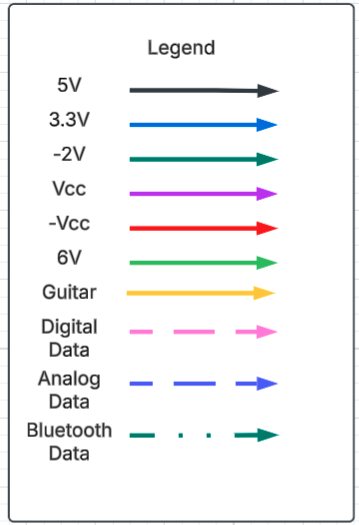 Legend
5V
3.3V
-2V
Vcc
-Vcc
6V
Guitar
Digital
Data
Analog
Data
Bluetooth
Data